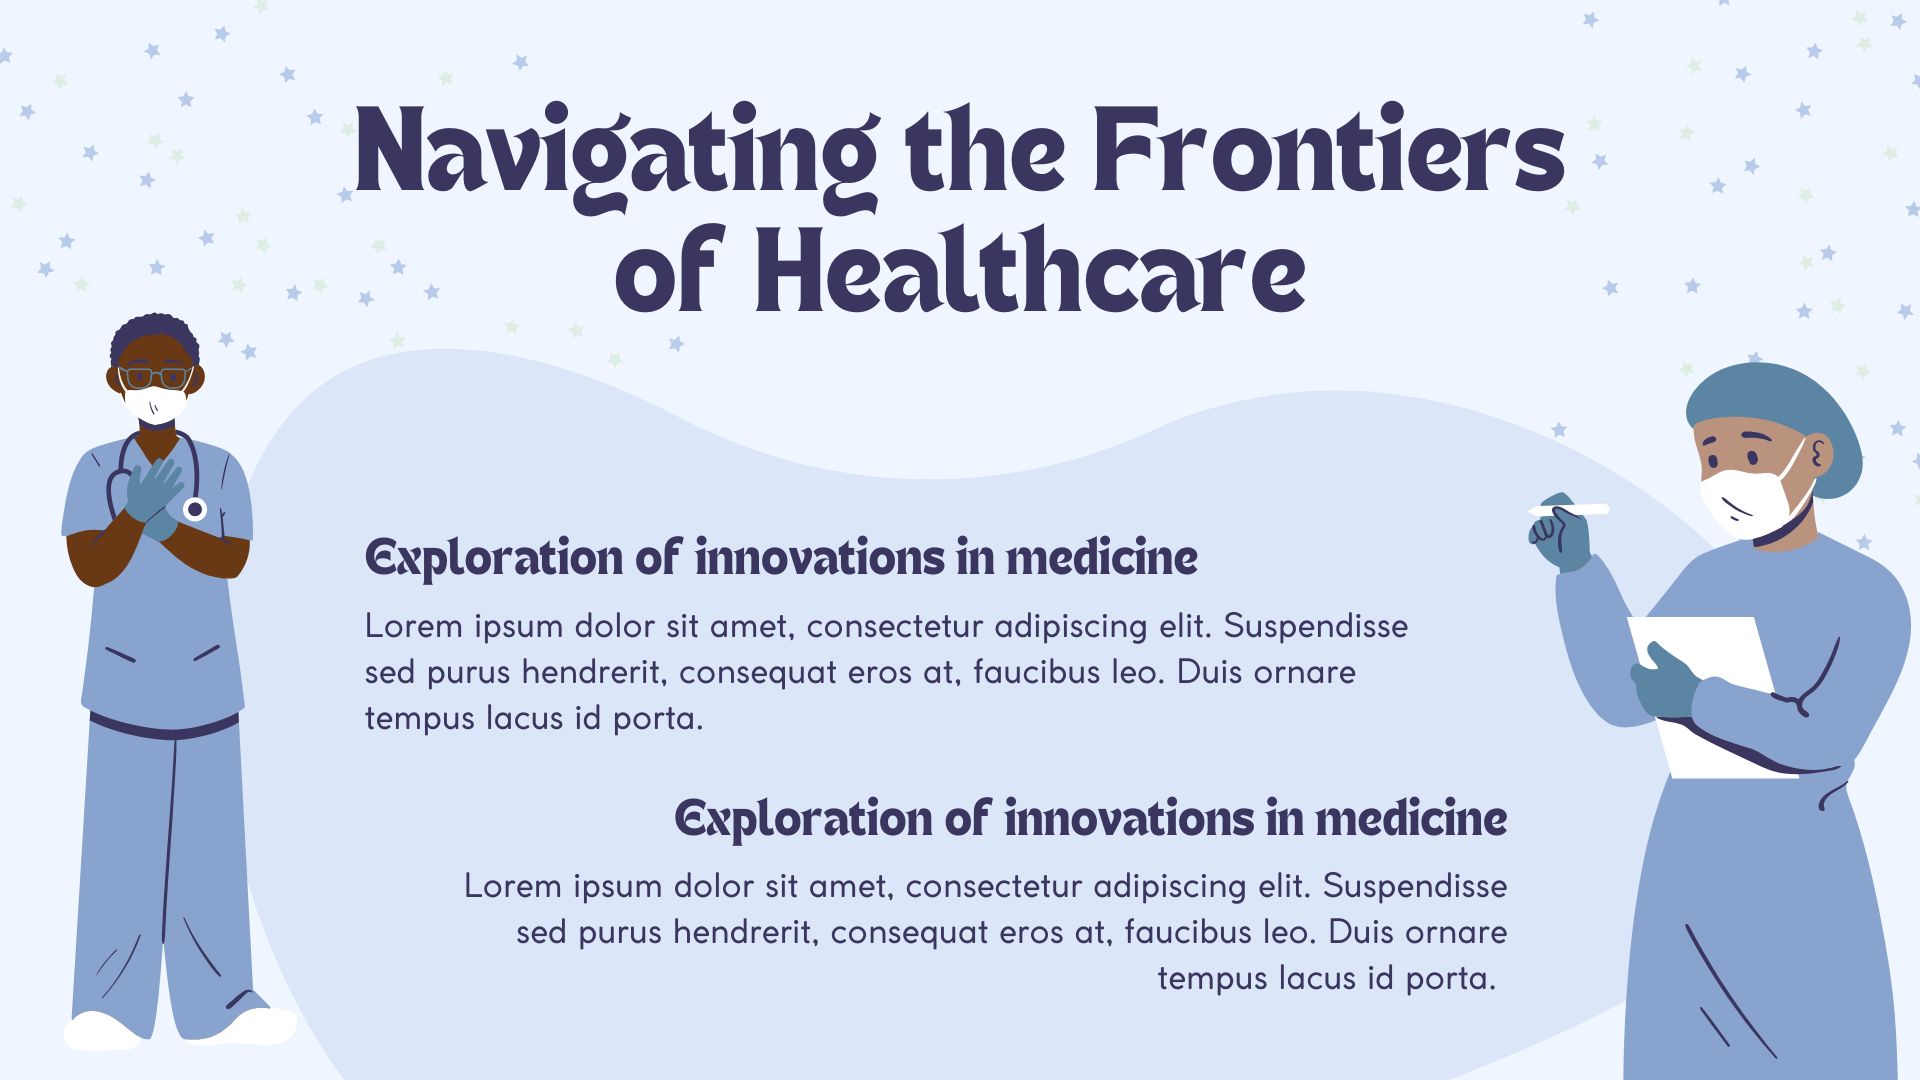 Navigating the Frontiers
of Healthcare
Exploration of innovations in medicine
Lorem ipsum dolor sit amet, consectetur adipiscing elit. Suspendisse
sed purus hendrerit, consequat eros at, faucibus leo. Duis ornare
tempus lacus id porta.
Exploration of innovations in medicine
Lorem ipsum dolor sit amet, consectetur adipiscing elit. Suspendisse
sed purus hendrerit, consequat eros at, faucibus leo. Duis ornare
tempus lacus id porta.